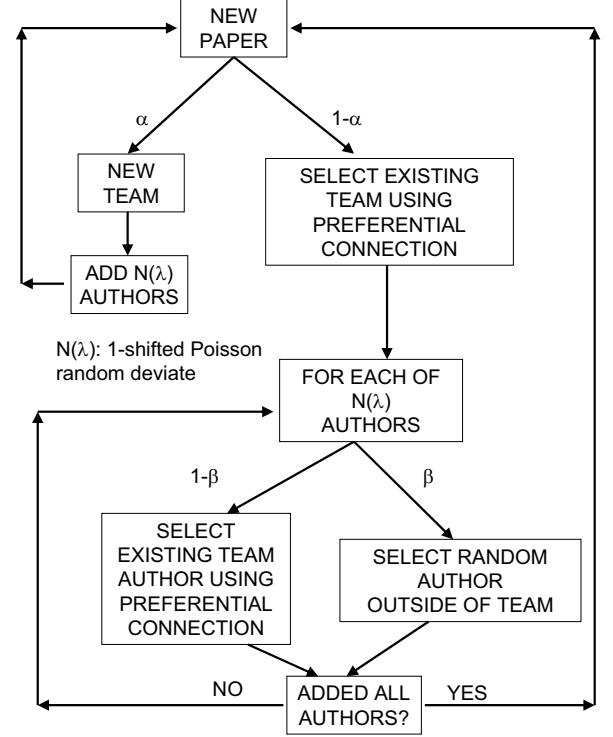 NEW
PAPER
α
1-α
NEW
TEAM
SELECT EXISTING
TEAM USING
PREFERENTIAL
CONNECTION
ADD N(λ)
AUTHORS
N(λ): 1-shifted Poisson
random deviate
FOR EACH OF
N(λ)
AUTHORS
1-β
β
SELECT
EXISTING TEAM
AUTHOR USING
PREFERENTIAL
CONNECTION
SELECT RANDOM
AUTHOR
OUTSIDE OF TEAM
NO
ADDED ALL
AUTHORS?
YES